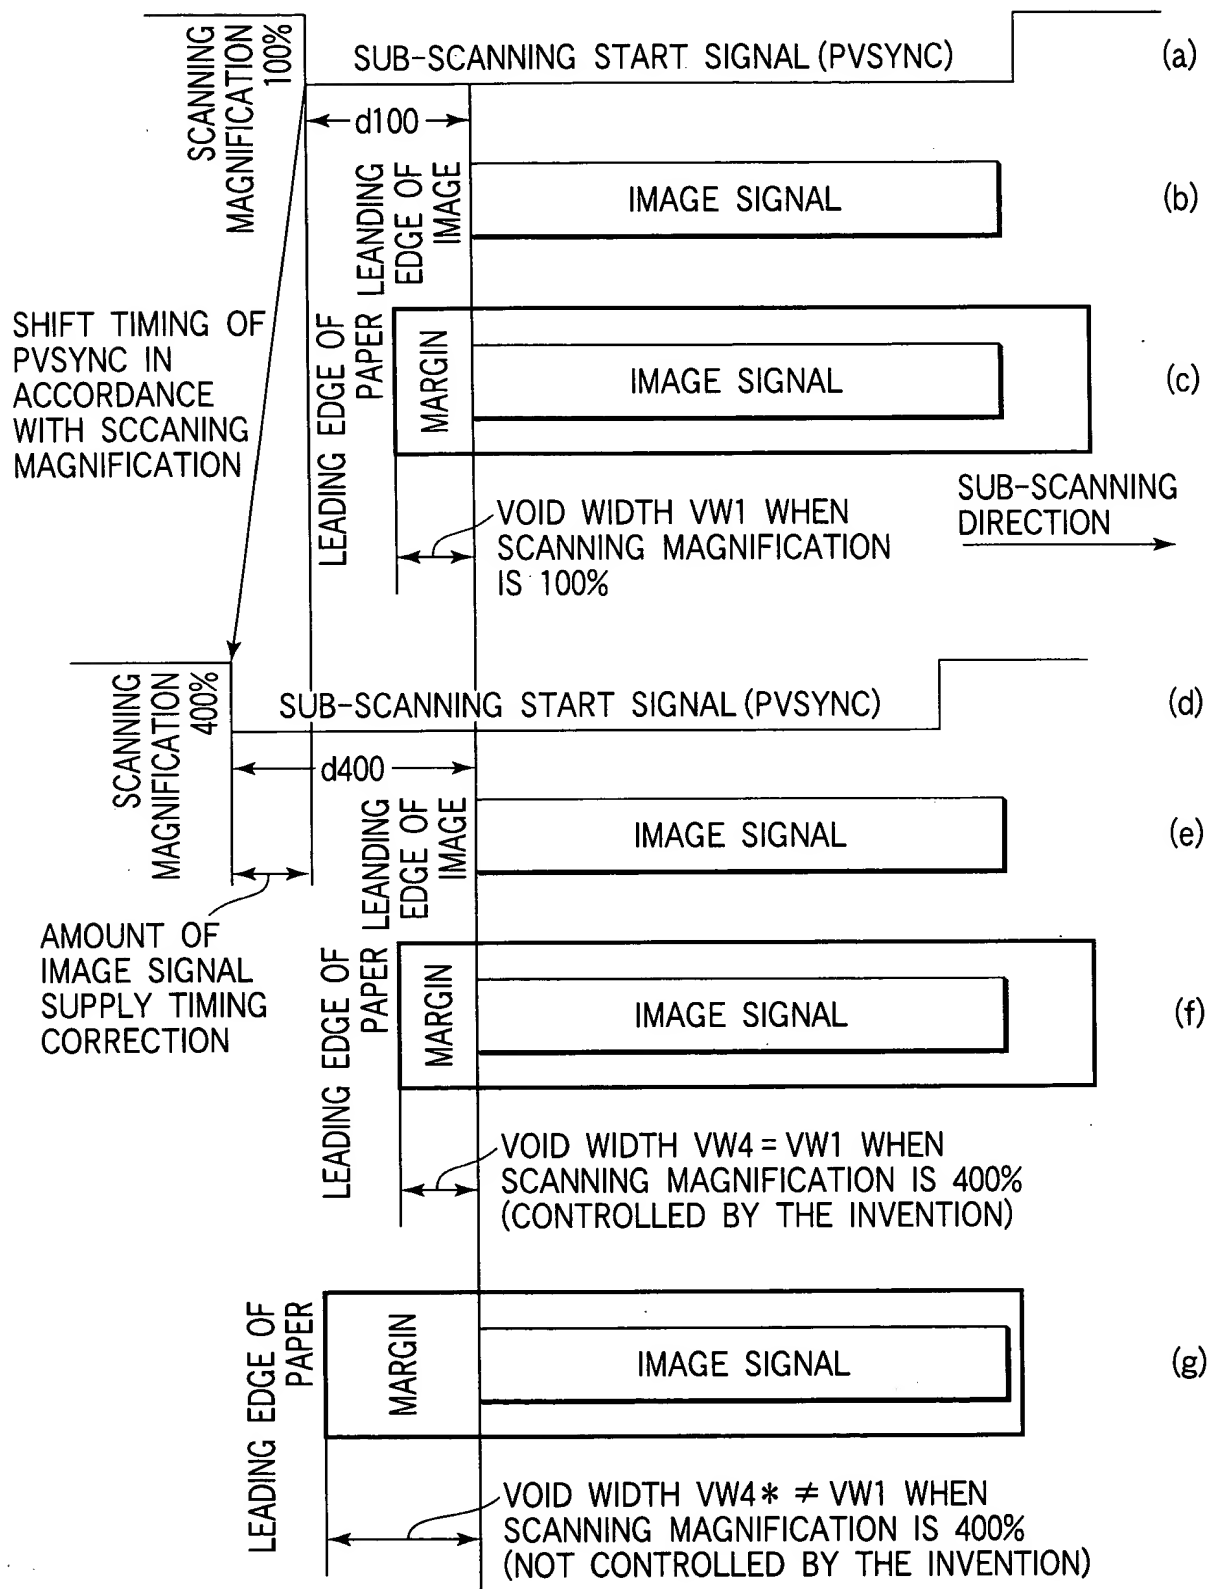 SCANNING
MAGNIFICATION
100%
SUB-SCANNING START SIGNAL (PVSYNC)
(a)
d100
LEANDING
EDGE OF
IMAGE
IMAGE SIGNAL
(b)
SHIFT TIMING OF
PVSYNC IN
ACCORDANCE
WITH SCCANING
MAGNIFICATION
LEADING EDGE OF
PAPER
MARGIN
IMAGE SIGNAL
(c)
VOID WIDTH VW1 WHEN
SCANNING MAGNIFICATION
IS 100%
SUB-SCANNING
DIRECTION
SCANNING
MAGNIFICATION
400%
SUB-SCANNING START SIGNAL (PVSYNC)
(d)
d400
LEANDING
EDGE OF
IMAGE
IMAGE SIGNAL
(e)
AMOUNT OF
IMAGE SIGNAL
SUPPLY TIMING
CORRECTION
LEADING EDGE OF
PAPER
MARGIN
IMAGE SIGNAL
(f)
VOID WIDTH VW4 = VW1 WHEN
SCANNING MAGNIFICATION IS 400%
(CONTROLLED BY THE INVENTION)
LEADING EDGE OF
PAPER
MARGIN
IMAGE SIGNAL
(g)
VOID WIDTH VW4* ≠ VW1 WHEN
SCANNING MAGNIFICATION IS 400%
(NOT CONTROLLED BY THE INVENTION)